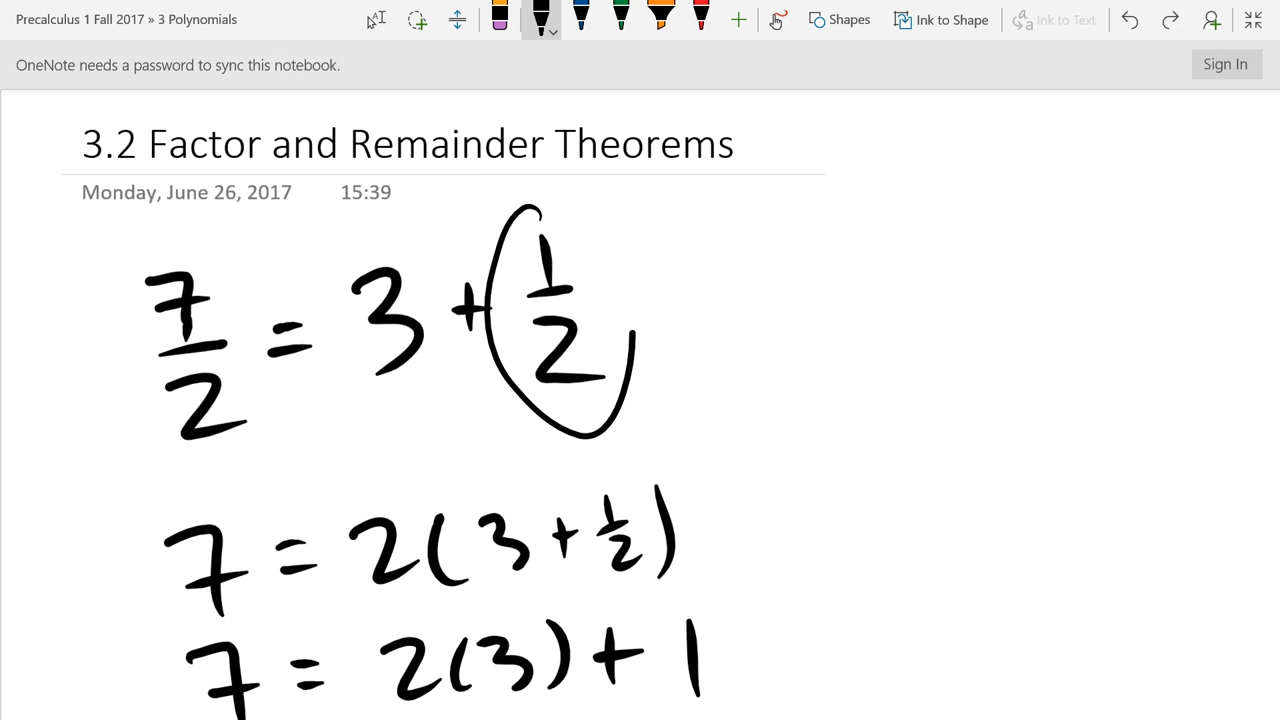 Precalculus 1 Fall 2017 » 3 Polynomials
Shapes
Ink to Shape
Ink to Text
OneNote needs a password to sync this notebook.
Sign In
3.2 Factor and Remainder Theorems
Monday, June 26, 2017 15:39
7/2 = 3 + 1/2
7 = 2(3 + 1/2)
7 = 2(3) + 1